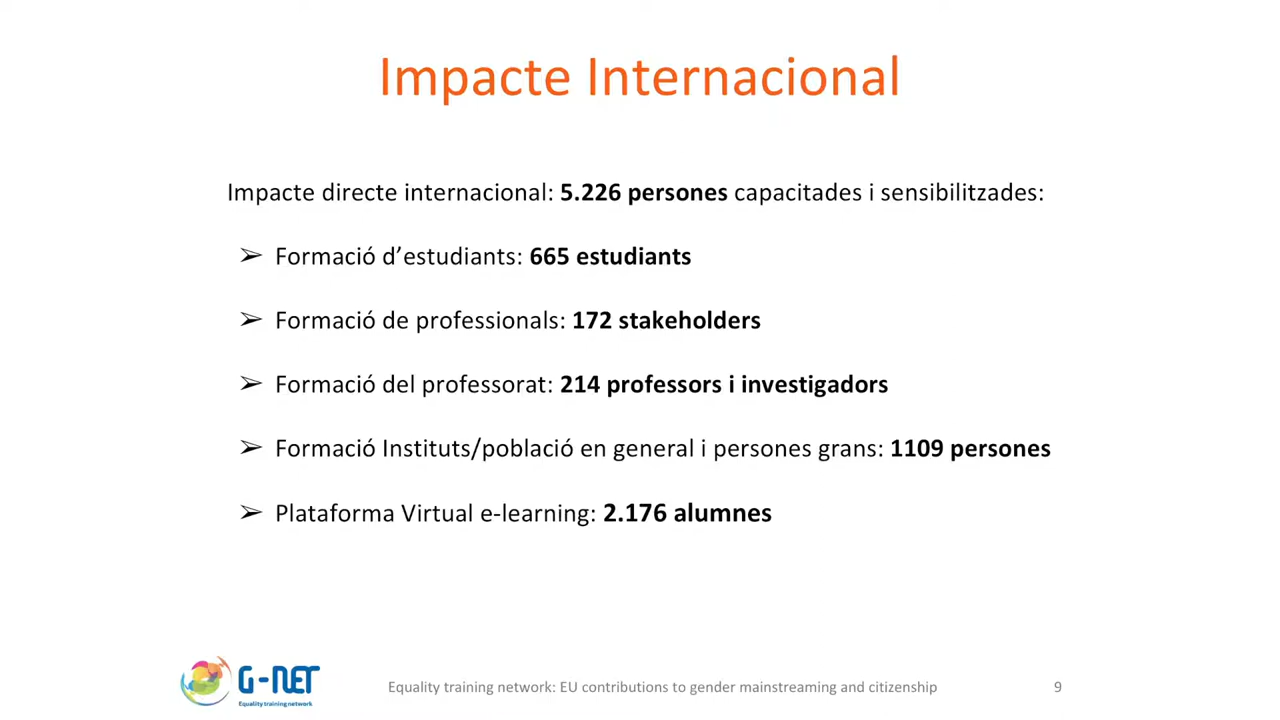 Impacte Internacional
Impacte directe internacional: 5.226 persones capacitades i sensibilitzades:
➢ Formació d’estudiants: 665 estudiants
➢ Formació de professionals: 172 stakeholders
➢ Formació del professorat: 214 professors i investigadors
➢ Formació Instituts/població en general i persones grans: 1109 persones
➢ Plataforma Virtual e-learning: 2.176 alumnes
G-NET
Equality training network
Equality training network: EU contributions to gender mainstreaming and citizenship
9